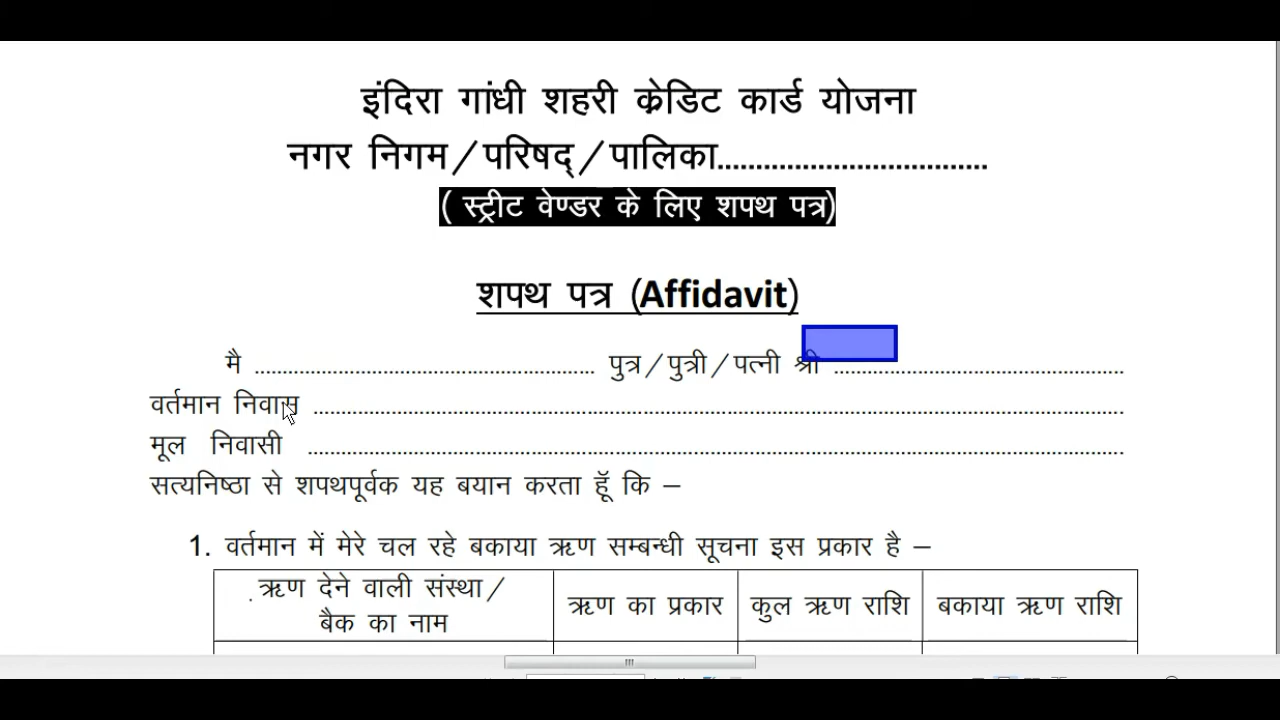 इंदिरा गांधी शहरी क्रेडिट कार्ड योजना
नगर निगम/परिषद्/पालिका....................................
( स्ट्रीट वेण्डर के लिए शपथ पत्र)
शपथ पत्र (Affidavit)
मै ............................................................ पुत्र/पुत्री/पत्नी श्री ....................................................
वर्तमान निवास ................................................................................................................................................
मूल निवासी ................................................................................................................................................
सत्यनिष्ठा से शपथपूर्वक यह बयान करता हूॅ कि –
1. वर्तमान में मेरे चल रहे बकाया ऋण सम्बन्धी सूचना इस प्रकार है –
ऋण देने वाली संस्था/
बैक का नाम
ऋण का प्रकार
कुल ऋण राशि
बकाया ऋण राशि